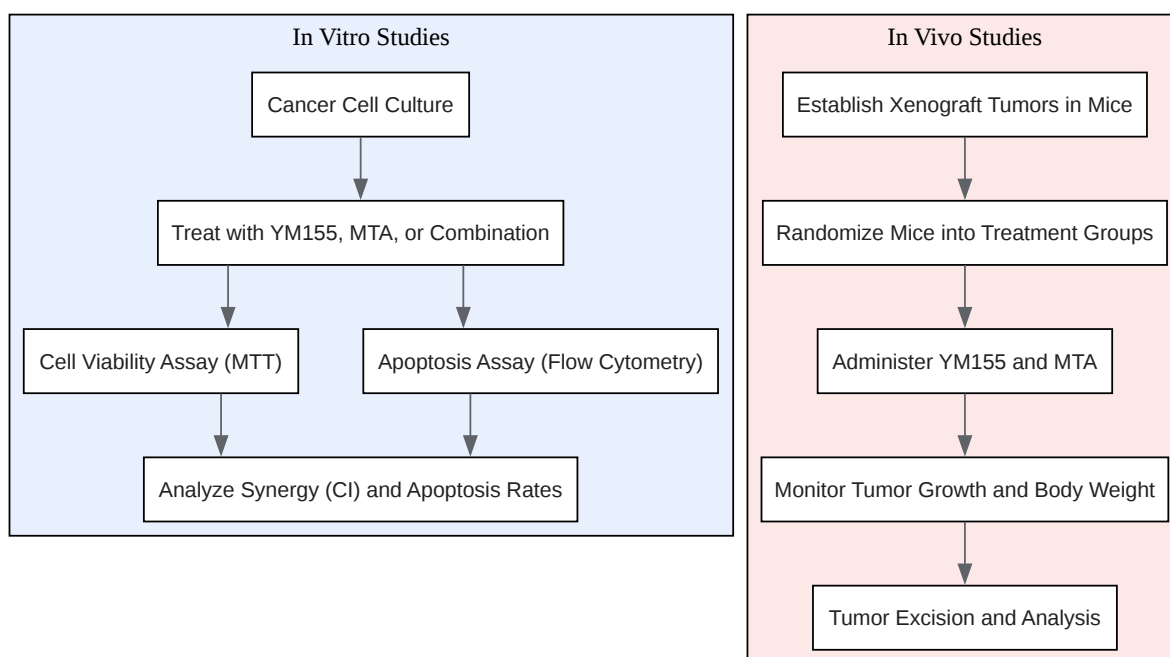 In Vitro Studies
Cancer Cell Culture
Treat with YM155, MTA, or Combination
Cell Viability Assay (MTT)
Apoptosis Assay (Flow Cytometry)
Analyze Synergy (CI) and Apoptosis Rates
In Vivo Studies
Establish Xenograft Tumors in Mice
Randomize Mice into Treatment Groups
Administer YM155 and MTA
Monitor Tumor Growth and Body Weight
Tumor Excision and Analysis